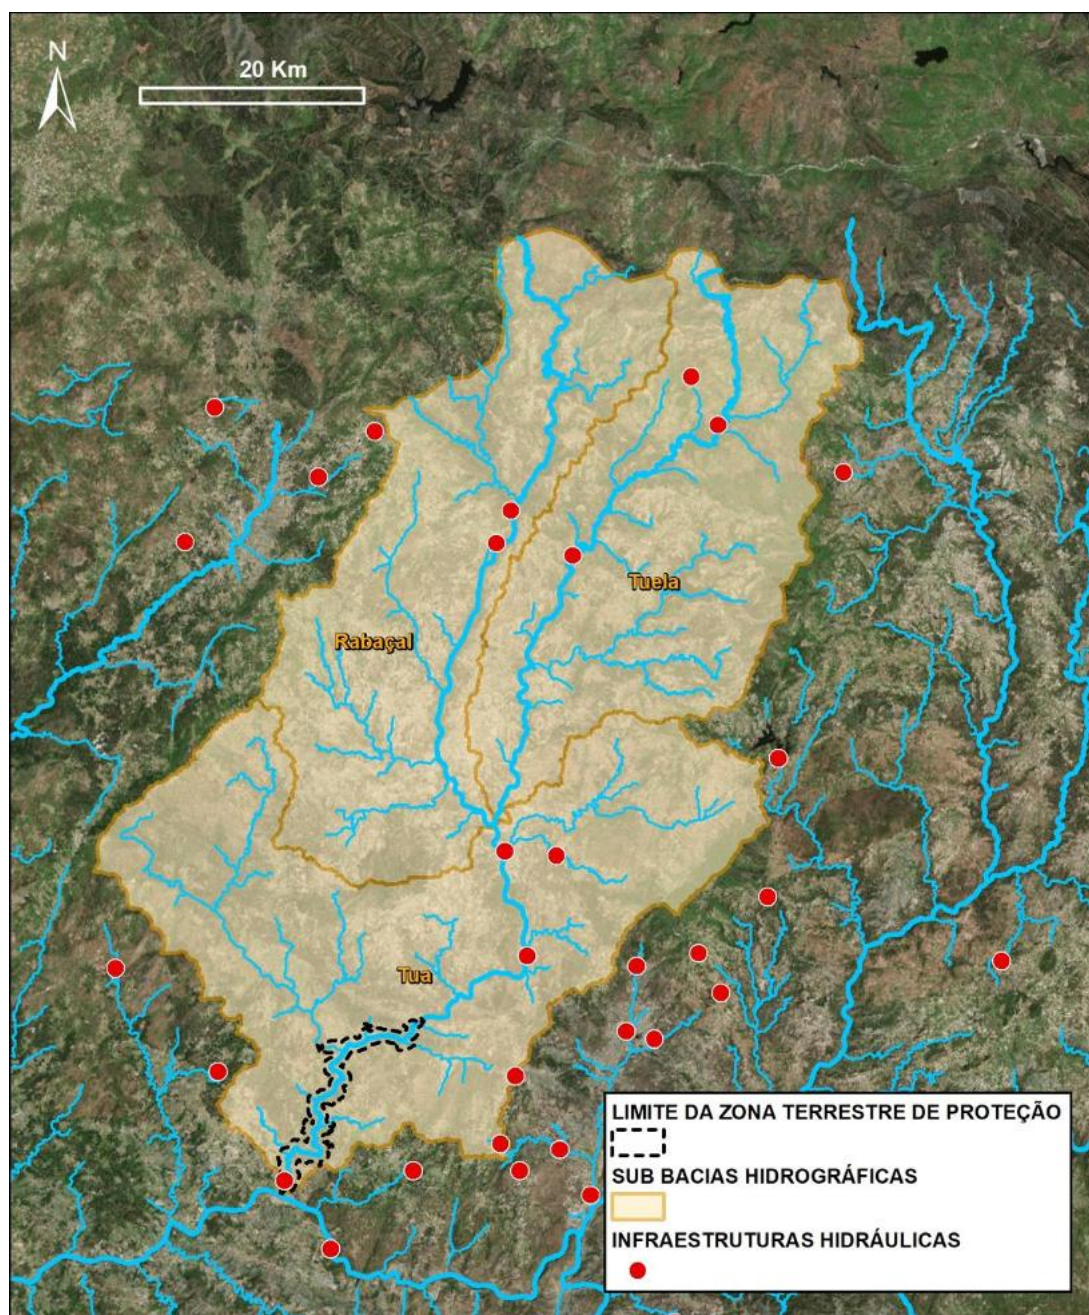 N
20 Km
Tuela
Rabaçal
Tua
LIMITE DA ZONA TERRESTRE DE PROTEÇÃO
SUB BACIAS HIDROGRÁFICAS
INFRAESTRUTURAS HIDRÁULICAS